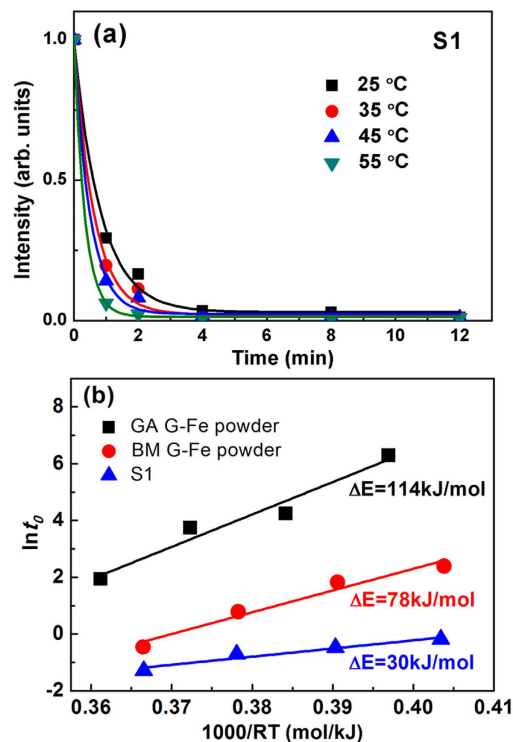 (a)
S1
25 °C
35 °C
45 °C
55 °C
Intensity (arb. units)
1.0
0.5
0.0
0 2 4 6 8 10 12
Time (min)
(b)
GA G-Fe powder
BM G-Fe powder
S1
ΔE=114kJ/mol
ΔE=78kJ/mol
ΔE=30kJ/mol
lnt₀
8
6
4
2
0
-2
0.36 0.37 0.38 0.39 0.40 0.41
1000/RT (mol/kJ)